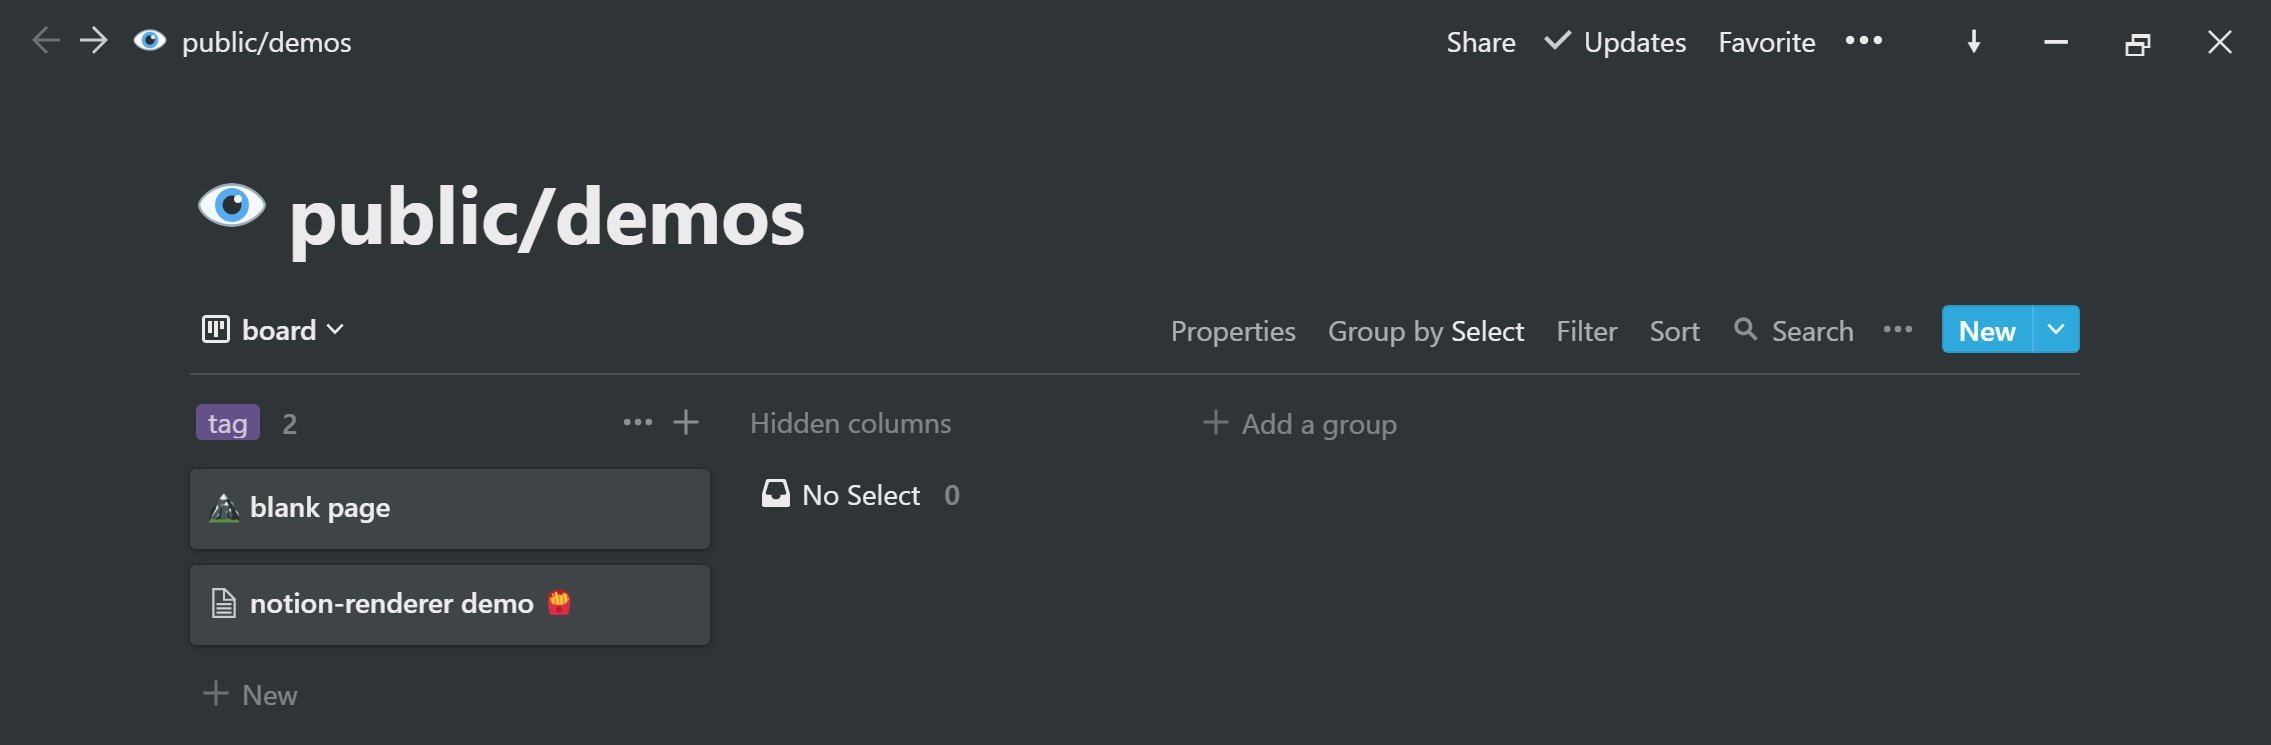 public/demos Share Updates Favorite
public/demos
board Properties Group by Select Filter Sort Search New
tag 2 Hidden columns Add a group
blank page No Select 0
notion-renderer demo
New